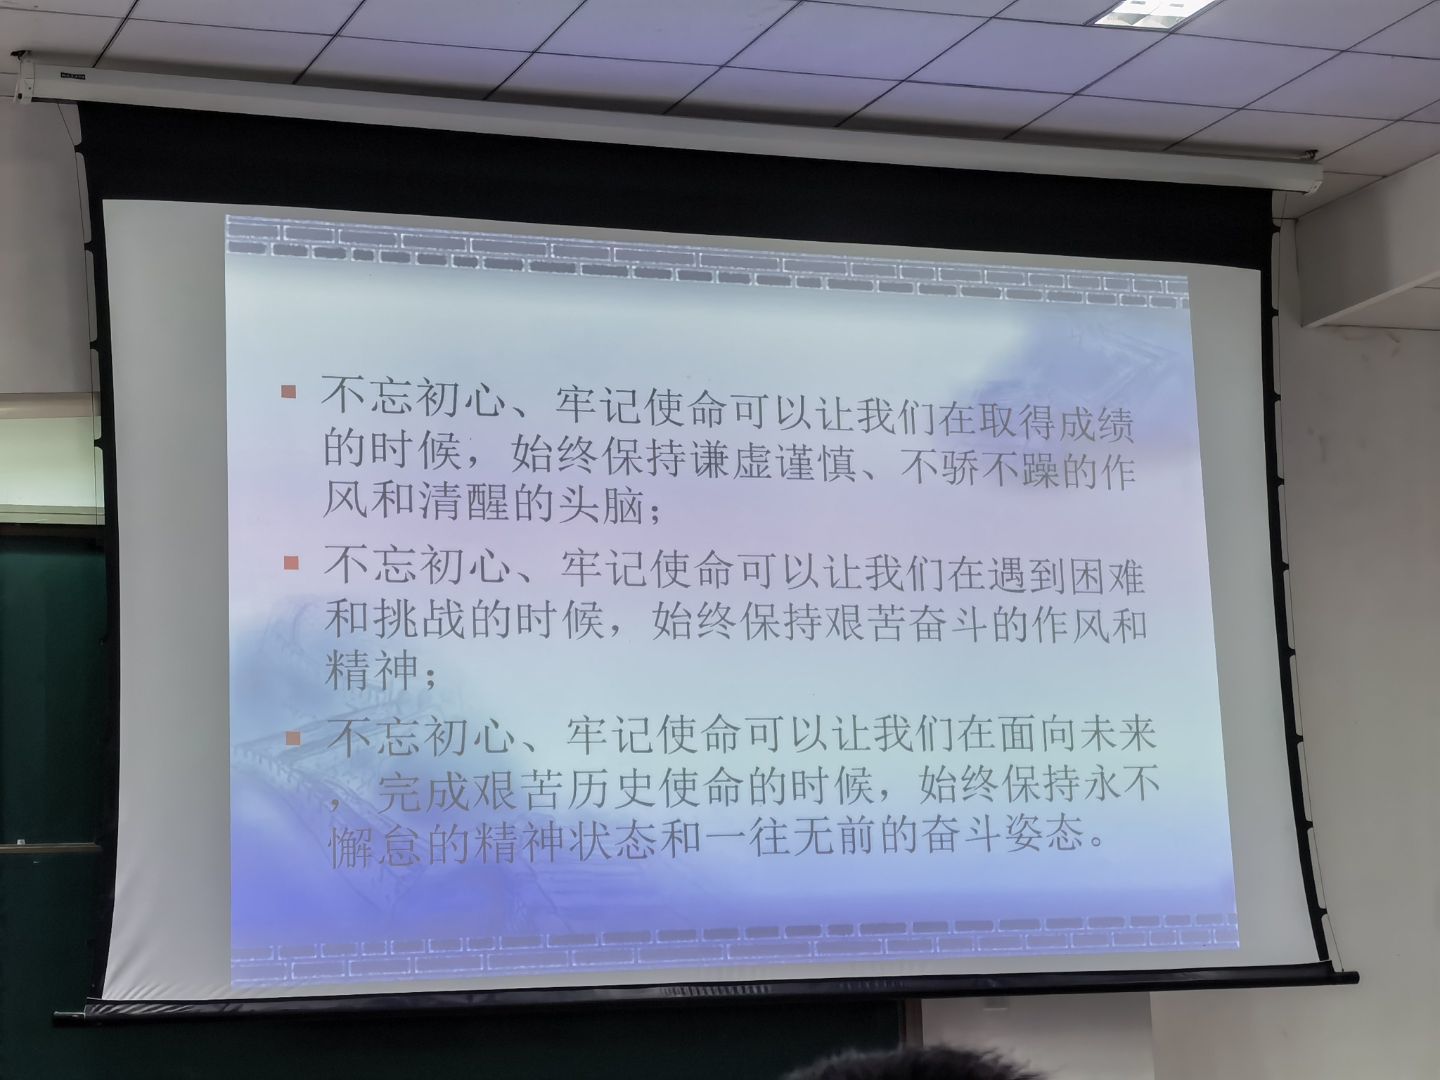 不忘初心、牢记使命可以让我们在取得成绩
的时候，始终保持谦虚谨慎、不骄不躁的作
风和清醒的头脑；
不忘初心、牢记使命可以让我们在遇到困难
和挑战的时候，始终保持艰苦奋斗的作风和
精神；
不忘初心、牢记使命可以让我们在面向未来
，完成艰苦历史使命的时候，始终保持永不
懈怠的精神状态和一往无前的奋斗姿态。